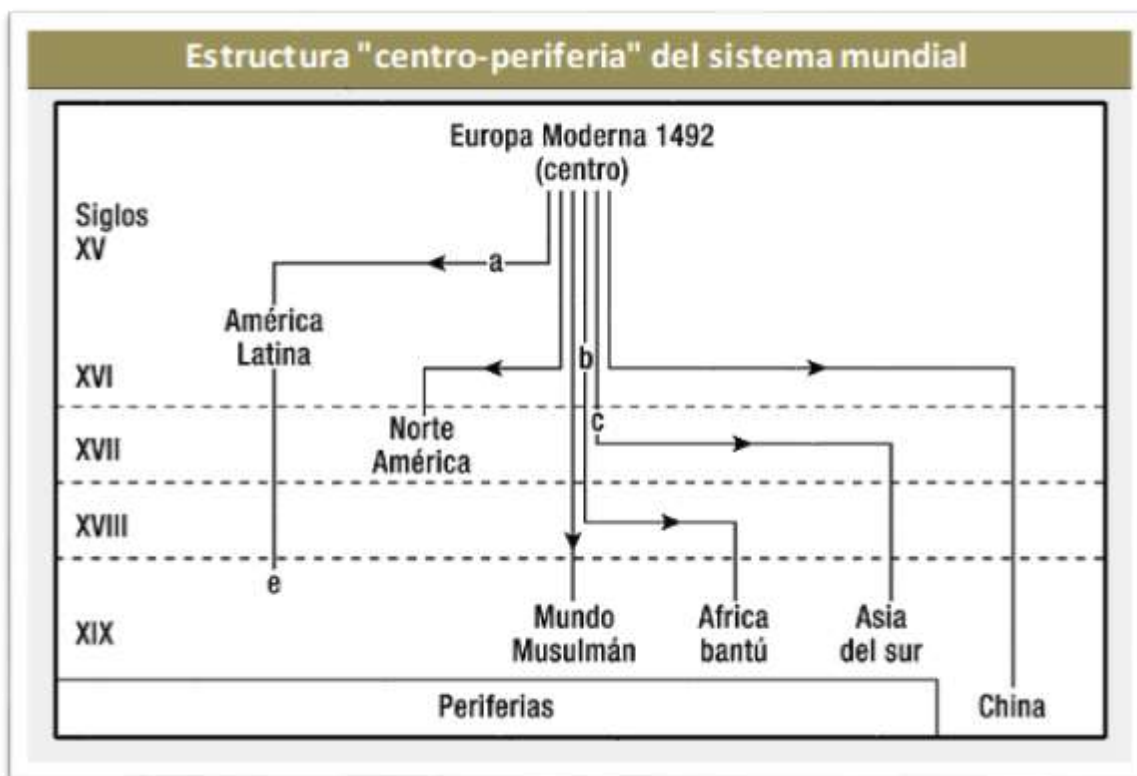 Estructura "centro-periferia" del sistema mundial
Europa Moderna 1492
(centro)
Siglos
XV
a
América
Latina
XVI
b
Norte
América
c
XVII
XVIII
e
XIX
Mundo
Musulmán
Africa
bantú
Asia
del sur
Periferias
China